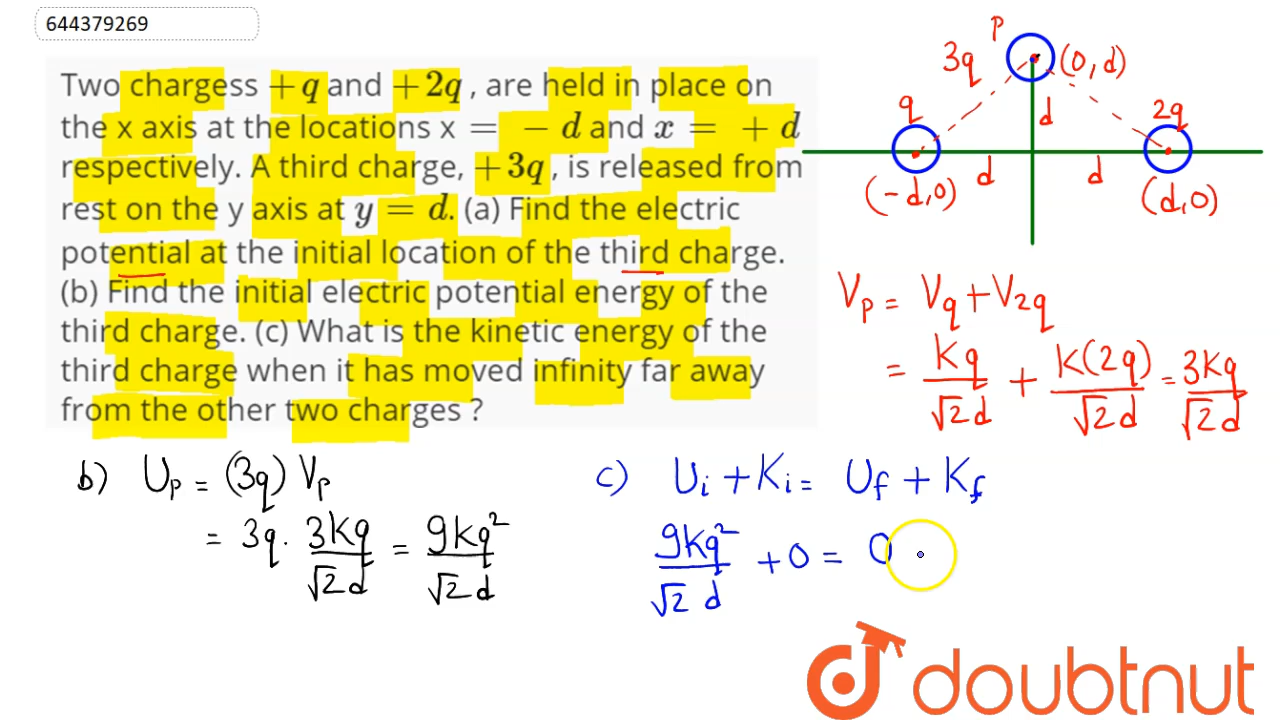 644379269
Two chargess +q and +2q, are held in place on
the x axis at the locations x = − d and x = + d
respectively. A third charge, +3q, is released from
rest on the y axis at y = d. (a) Find the electric
potential at the initial location of the third charge.
(b) Find the initial electric potential energy of the
third charge. (c) What is the kinetic energy of the
third charge when it has moved infinity far away
from the other two charges ?
P
3q (0,d)
q d 2q
d d
(-d,0) (d,0)
Vp = Vq + V2q
= Kq/√2d + K(2q)/√2d = 3Kq/√2d
b) Up = (3q) Vp
= 3q · 3Kq/√2d = 9Kq²/√2d
c) Ui + Ki = Uf + Kf
9Kq²/√2 d + 0 = 0
doubtnut